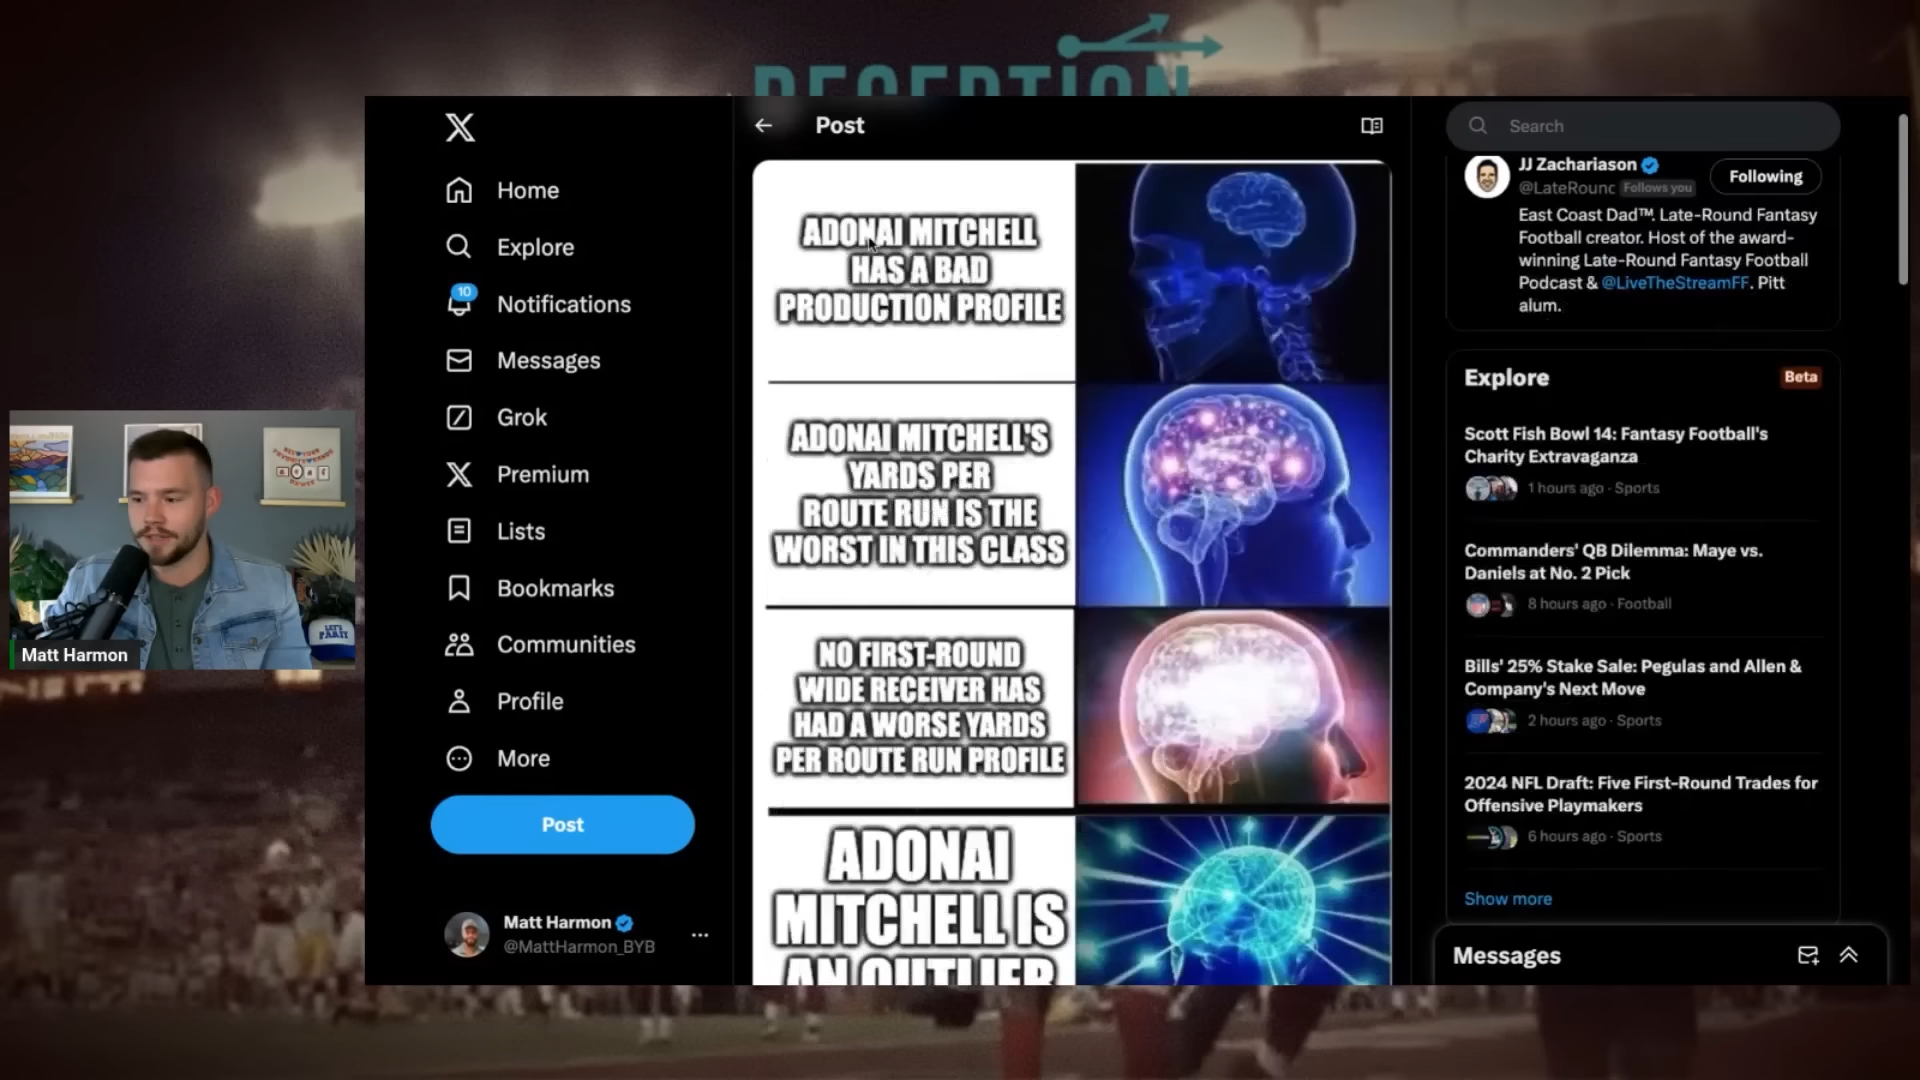 RECEPTION
Post
Search
Home
Explore
10
Notifications
Messages
Grok
Premium
Lists
Bookmarks
Communities
Profile
More
Post
Matt Harmon
@MattHarmon_BYB
ADONAI MITCHELL
HAS A BAD
PRODUCTION PROFILE
ADONAI MITCHELL'S
YARDS PER
ROUTE RUN IS THE
WORST IN THIS CLASS
NO FIRST-ROUND
WIDE RECEIVER HAS
HAD A WORSE YARDS
PER ROUTE RUN PROFILE
ADONAI
MITCHELL IS
AN OUTLIER
JJ Zachariason
@LateRounc Follows you
Following
East Coast Dad™. Late-Round Fantasy
Football creator. Host of the award-
winning Late-Round Fantasy Football
Podcast & @LiveTheStreamFF. Pitt
alum.
Explore
Beta
Scott Fish Bowl 14: Fantasy Football's
Charity Extravaganza
1 hours ago · Sports
Commanders' QB Dilemma: Maye vs.
Daniels at No. 2 Pick
8 hours ago · Football
Bills' 25% Stake Sale: Pegulas and Allen &
Company's Next Move
2 hours ago · Sports
2024 NFL Draft: Five First-Round Trades for
Offensive Playmakers
6 hours ago · Sports
Show more
Messages
LET'S
PARTY
Matt Harmon